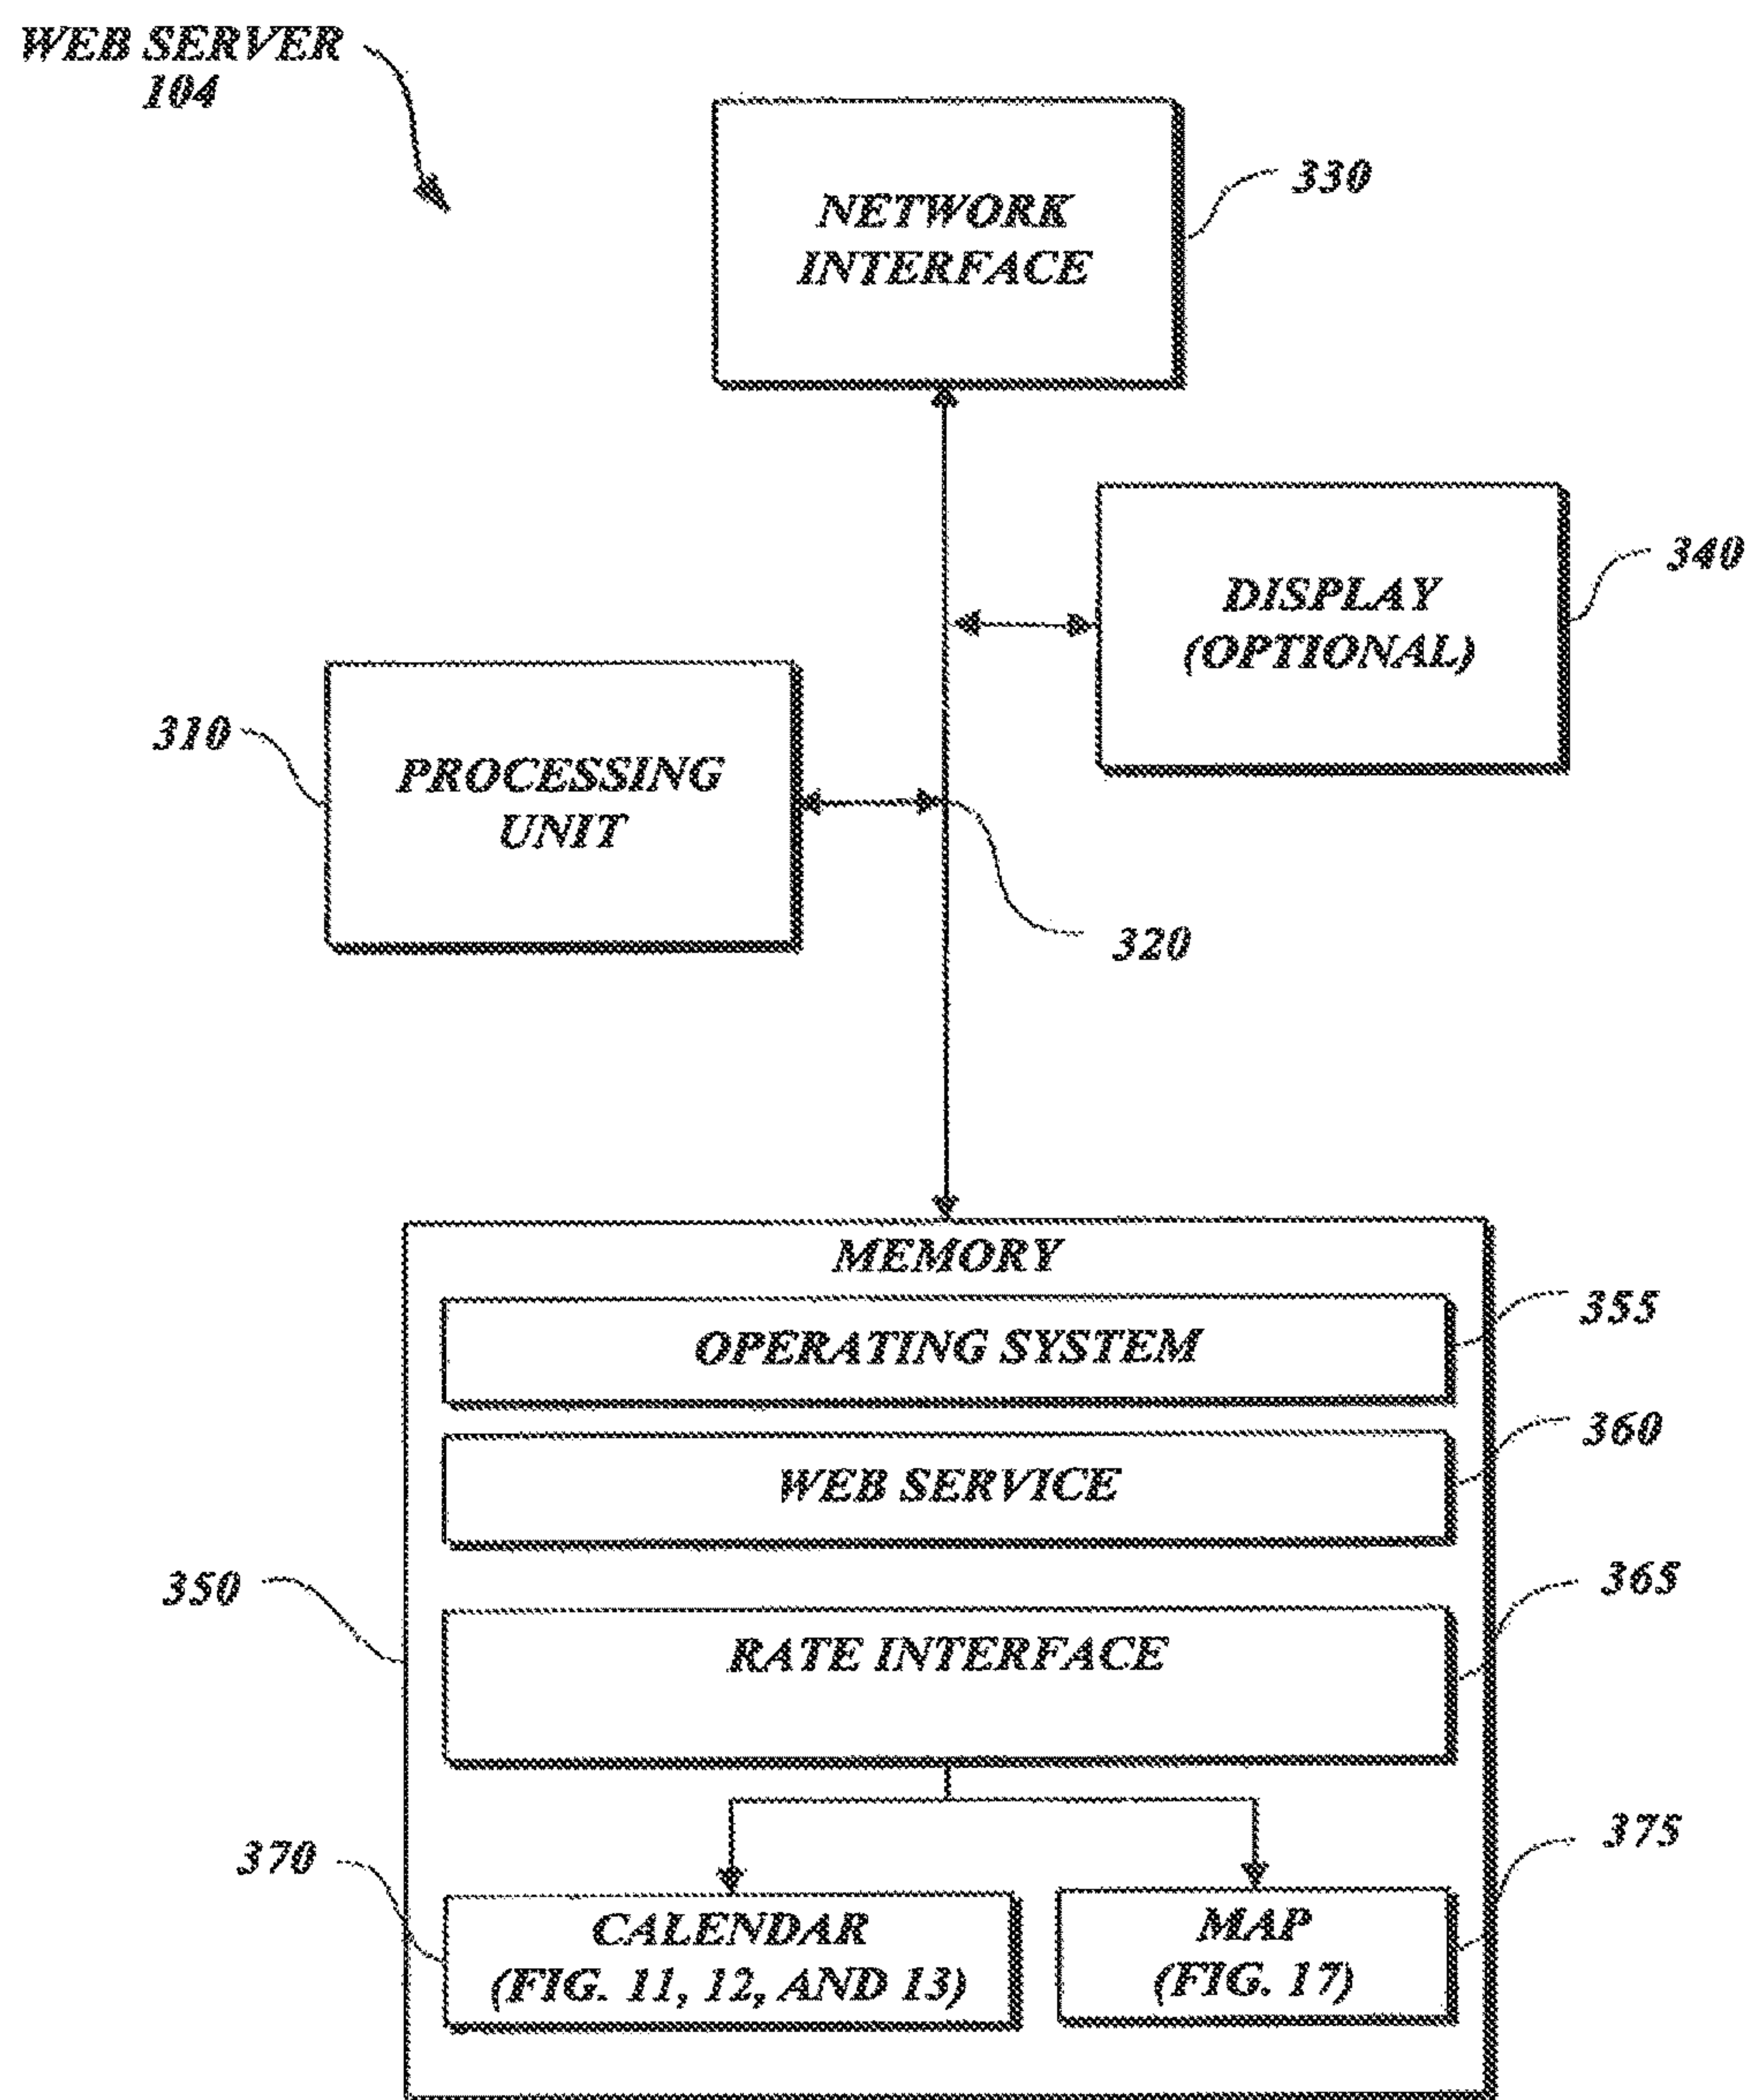 WEB SERVER
104
NETWORK
INTERFACE
330
DISPLAY
(OPTIONAL)
340
310
PROCESSING
UNIT
320
MEMORY
OPERATING SYSTEM
355
WEB SERVICE
360
350
RATE INTERFACE
365
370
CALENDAR
(FIG. 11, 12, AND 13)
MAP
(FIG. 17)
375